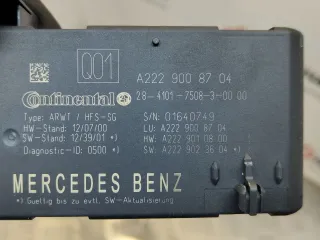 Q01
A222 900 87 04
Continental
28-4101-7508-3-00 00
Type: ARWT / HFS-SG
S/N: 01640749
HW-Stand: 12/07/00
LU: A222 900 87 04
SW-Stand: 12/39/01 *)
HW: A222 901 08 00
Diagnostic-ID: 0500 *)
SW: A222 902 36 04 *)
MERCEDES BENZ
*) Gueltig bis zu evtl. SW-Aktualisierung